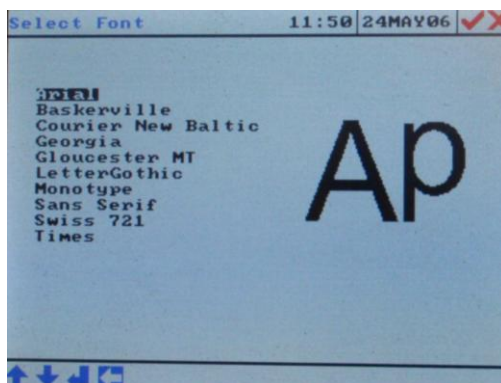 Select Font 11:50 24MAY06
Arial
Baskerville
Courier New Baltic
Georgia
Gloucester MT
LetterGothic
Monotype
Sans Serif
Swiss 721
Times
Ap